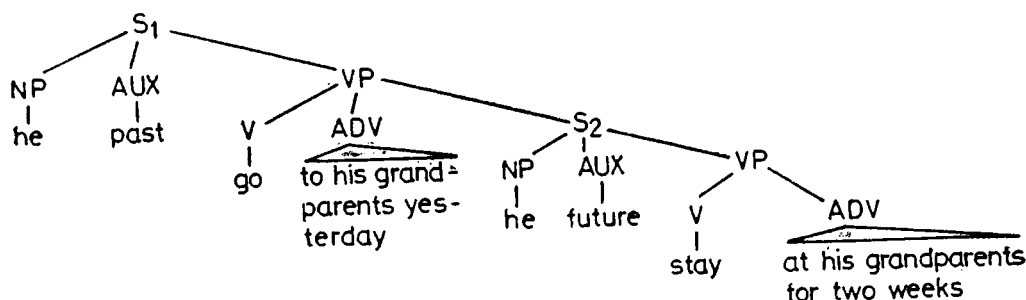 S1
NP AUX VP
he past V ADV S2
go to his grand=
parents yes-
terday
NP AUX VP
he future V ADV
stay at his grandparents
for two weeks